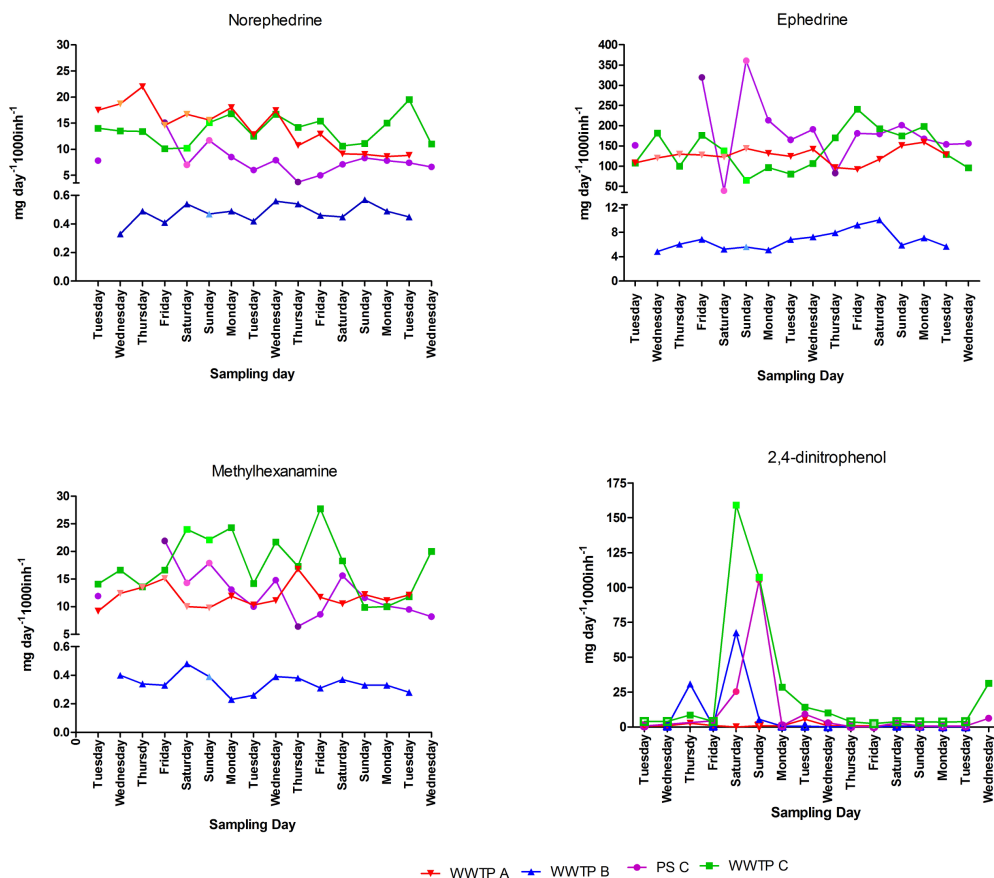 Norephedrine
mg day-1 1000inh-1
30
25
20
15
10
5
0.6
0.4
0.2
0.0
Tuesday
Wednesday
Thursday
Friday
Saturday
Sunday
Monday
Tuesday
Wednesday
Thursday
Friday
Saturday
Sunday
Monday
Tuesday
Wednesday
Sampling day
Ephedrine
mg day-1 1000inh-1
400
350
300
250
200
150
100
50
12
8
4
0
Tuesday
Wednesday
Thursday
Friday
Saturday
Sunday
Monday
Tuesday
Wednesday
Thursday
Friday
Saturday
Sunday
Monday
Tuesday
Wednesday
Sampling Day
Methylhexanamine
mg day-1 1000inh-1
30
25
20
15
10
5
0.6
0.4
0.2
0.0
0
Tuesday
Wednesday
Thursdy
Friday
Saturday
Sunday
Monday
Tuesday
Wednesday
Thursday
Friday
Saturday
Sunday
Monday
Tuesday
Wednesday
Sampling Day
2,4-dinitrophenol
mg day-1 1000inh-1
175
150
125
100
75
50
25
0
Tuesday
Wednesday
Thursday
Friday
Saturday
Sunday
Monday
Tuesday
Wednesday
Thursday
Friday
Saturday
Sunday
Monday
Tuesday
Wednesday
Sampling Day
WWTP A WWTP B PS C WWTP C